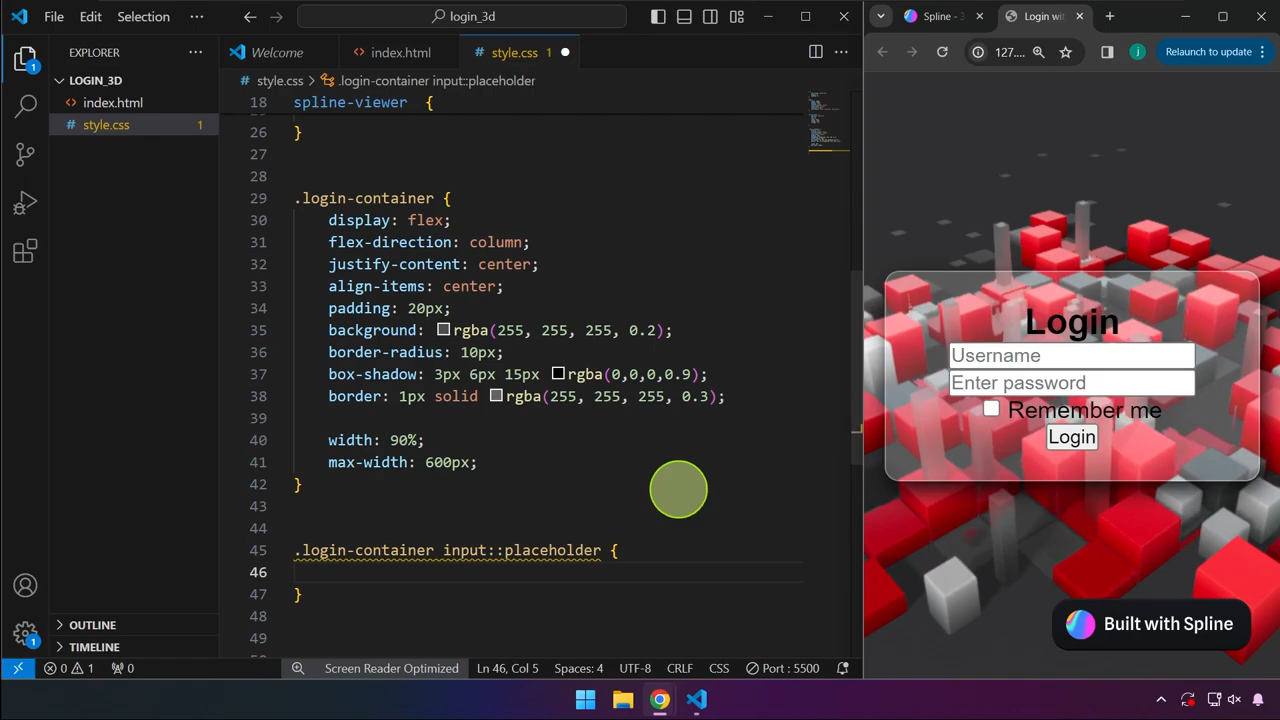 File Edit Selection ···
login_3d
Spline - 3
Login wit
127....
j
Relaunch to update
EXPLORER
Welcome
index.html
style.css 1
LOGIN_3D
index.html
style.css 1
1
style.css > .login-container input::placeholder
18 spline-viewer {
26 }
27
28
29 .login-container {
30 display: flex;
31 flex-direction: column;
32 justify-content: center;
33 align-items: center;
34 padding: 20px;
35 background: rgba(255, 255, 255, 0.2);
36 border-radius: 10px;
37 box-shadow: 3px 6px 15px rgba(0,0,0,0.9);
38 border: 1px solid rgba(255, 255, 255, 0.3);
39
40 width: 90%;
41 max-width: 600px;
42 }
43
44
45 .login-container input::placeholder {
46
47 }
48
49
Login
Username
Enter password
Remember me
Login
Built with Spline
OUTLINE
TIMELINE
1
0 1 0
Screen Reader Optimized
Ln 46, Col 5
Spaces: 4
UTF-8
CRLF
CSS
Port : 5500